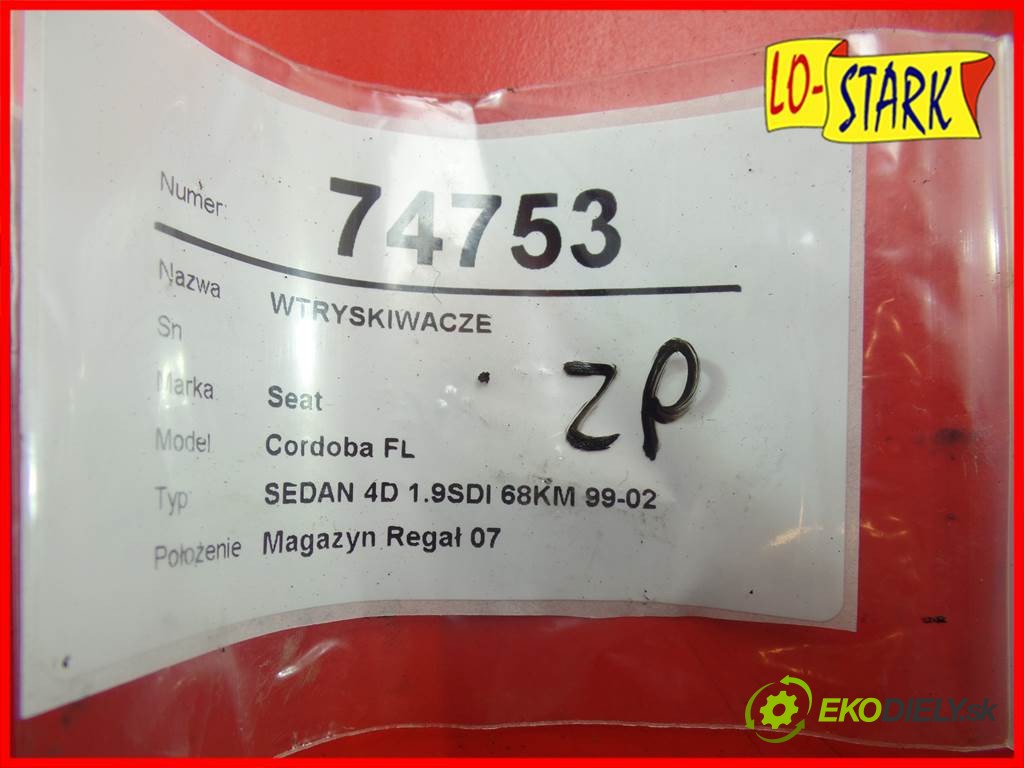 LO-STARK
Numer: 74753
Nazwa WTRYSKIWACZE
Sn
Marka Seat
Model Cordoba FL
Typ SEDAN 4D 1.9SDI 68KM 99-02
Położenie Magazyn Regał 07
ZP
EKODIELY.sk